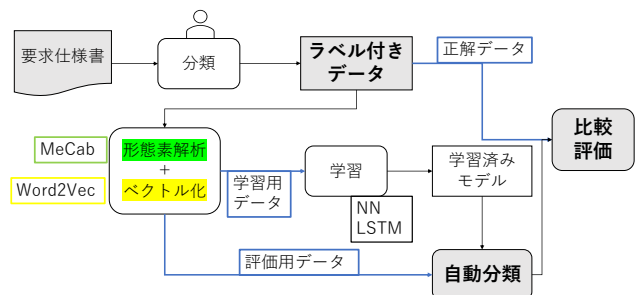 要求仕様書
分類
ラベル付き
データ
正解データ
比較
評価
MeCab
Word2Vec
形態素解析
+
ベクトル化
学習用
データ
学習
NN
LSTM
学習済み
モデル
評価用データ
自動分類